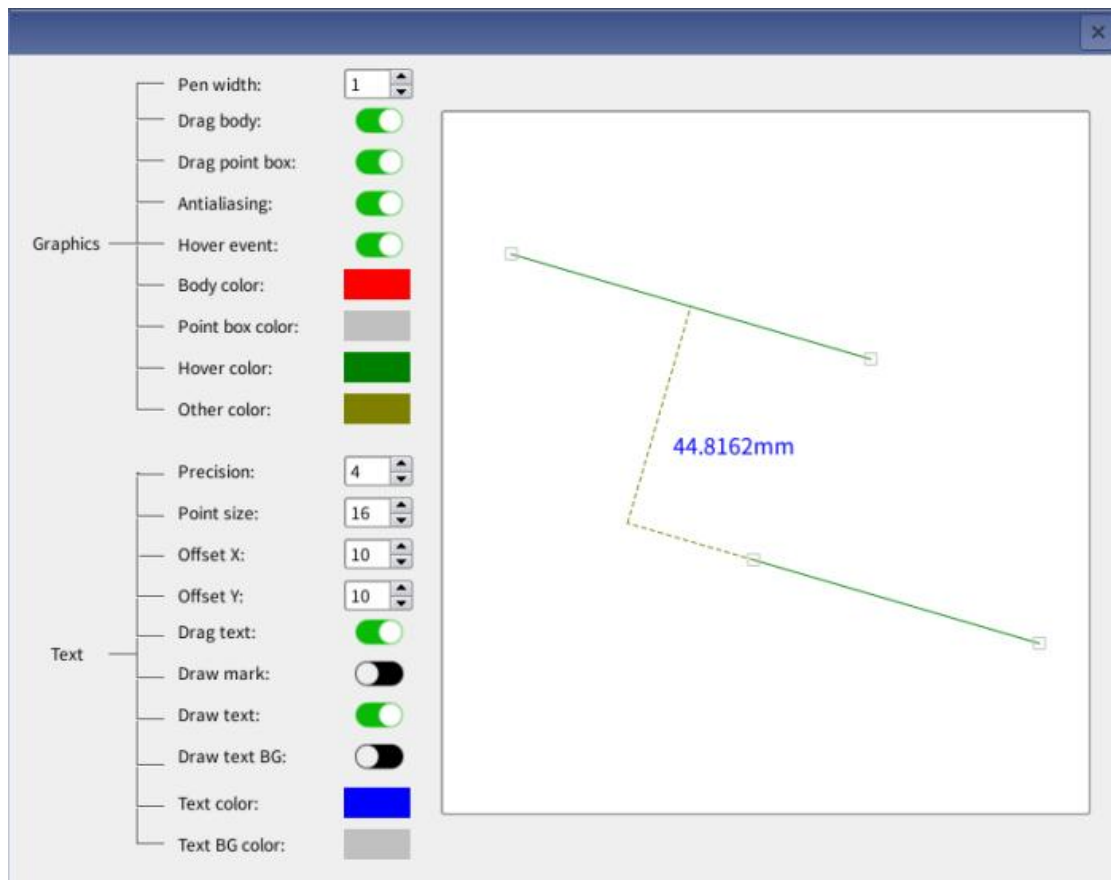 Pen width: 1
Drag body:
Drag point box:
Antialiasing:
Graphics
Hover event:
Body color:
Point box color:
Hover color:
Other color:
44.8162mm
Precision: 4
Point size: 16
Offset X: 10
Offset Y: 10
Drag text:
Text
Draw mark:
Draw text:
Draw text BG:
Text color:
Text BG color: